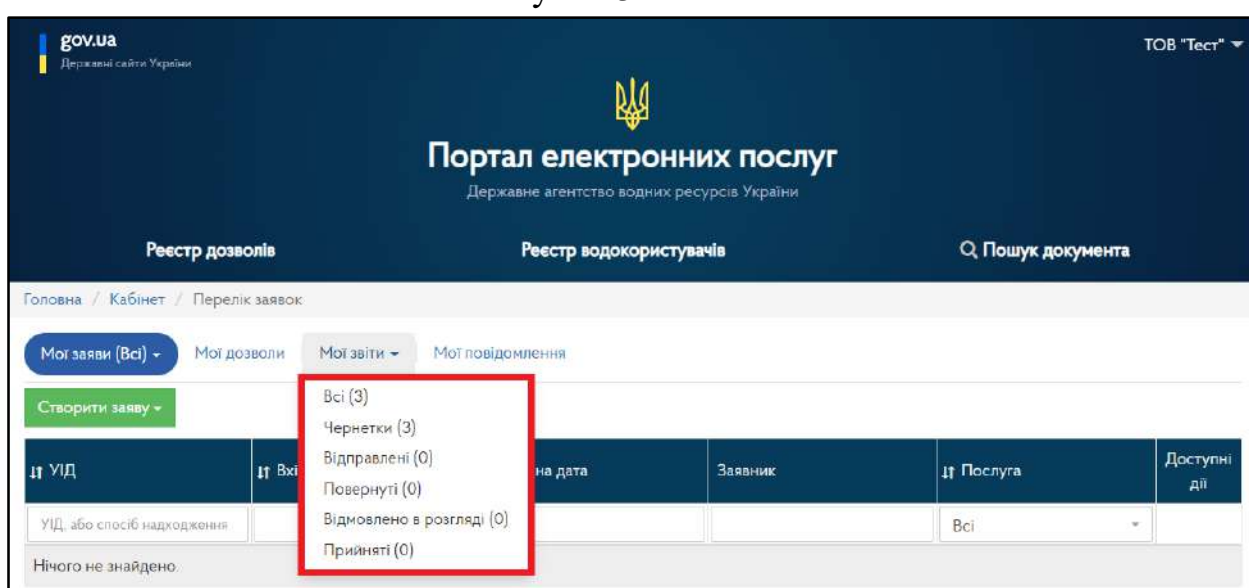 gov.ua
Державні сайти України
ТОВ "Тест"
Портал електронних послуг
Державне агентство водних ресурсів України
Реєстр дозволів
Реєстр водокористувачів
Пошук документа
Головна / Кабінет / Перелік заявок
Мої заяви (Всі)
Мої дозволи
Мої звіти
Мої повідомлення
Створити заяву
Всі (3)
Чернетки (3)
Відправлені (0)
Повернуті (0)
Відмовлено в розгляді (0)
Прийняті (0)
УІД
Вхі
на дата
Заявник
Послуга
Доступні
дії
УІД, або спосіб надходження
Всі
Нічого не знайдено.